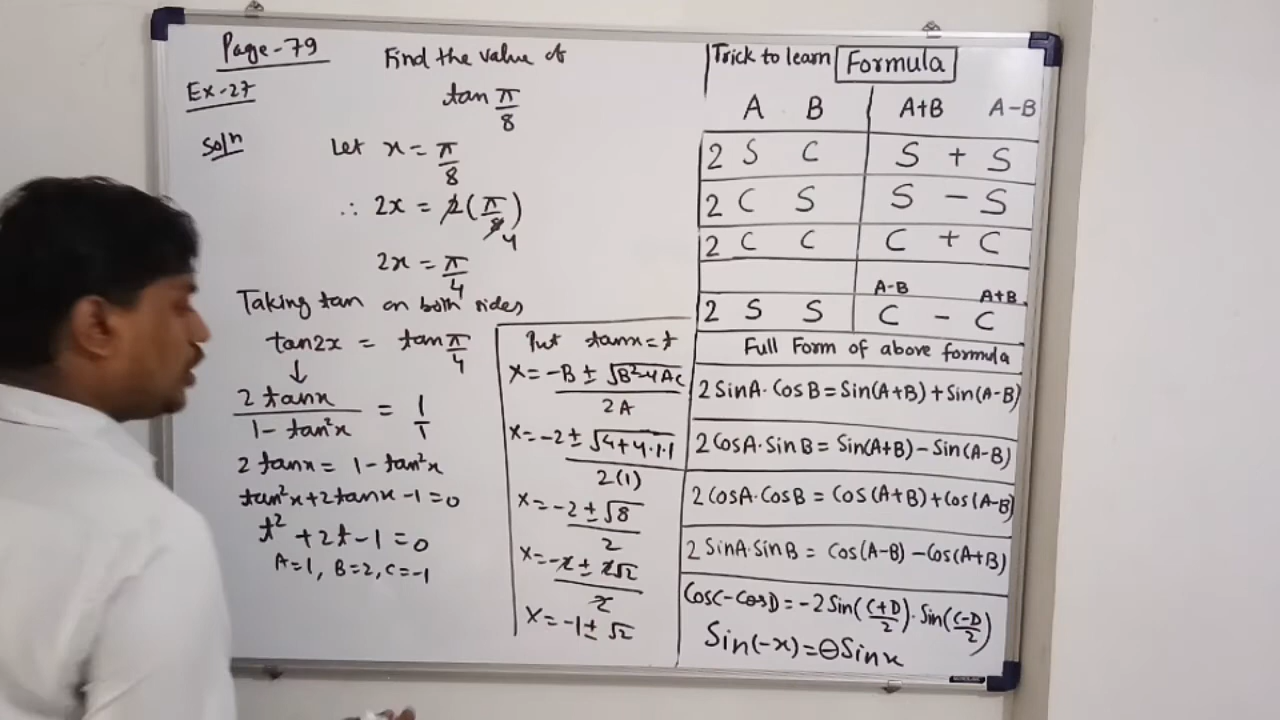 Page-79
Find the value of
Ex-27
tan π/8
Soln
Let x = π/8
∴ 2x = 2(π/8) 4
2x = π/4
Taking tan on both sides
tan2x = tan π/4
↓
2 tanx / 1 - tan²x = 1/1
2 tanx = 1 - tan²x
tan²x + 2tanx - 1 = 0
t² + 2t - 1 = 0
A=1, B=2, C=-1
Put tanx = t
x = -B ± √B²-4AC / 2A
x = -2 ± √4+4·1·1 / 2(1)
x = -2 ± √8 / 2
x = -2 ± 2√2 / 2
x = -1 ± √2
Trick to learn Formula
A B A+B A-B
2 S C S + S
2 C S S - S
2 C C C + C
A-B A+B
2 S S C - C
Full Form of above formula
2 SinA·CosB = Sin(A+B) + Sin(A-B)
2 CosA·SinB = Sin(A+B) - Sin(A-B)
2 CosA·CosB = Cos(A+B) + Cos(A-B)
2 SinA·SinB = Cos(A-B) - Cos(A+B)
CosC - CosD = -2 Sin(C+D/2)·Sin(C-D/2)
Sin(-x) = ⊖Sinx